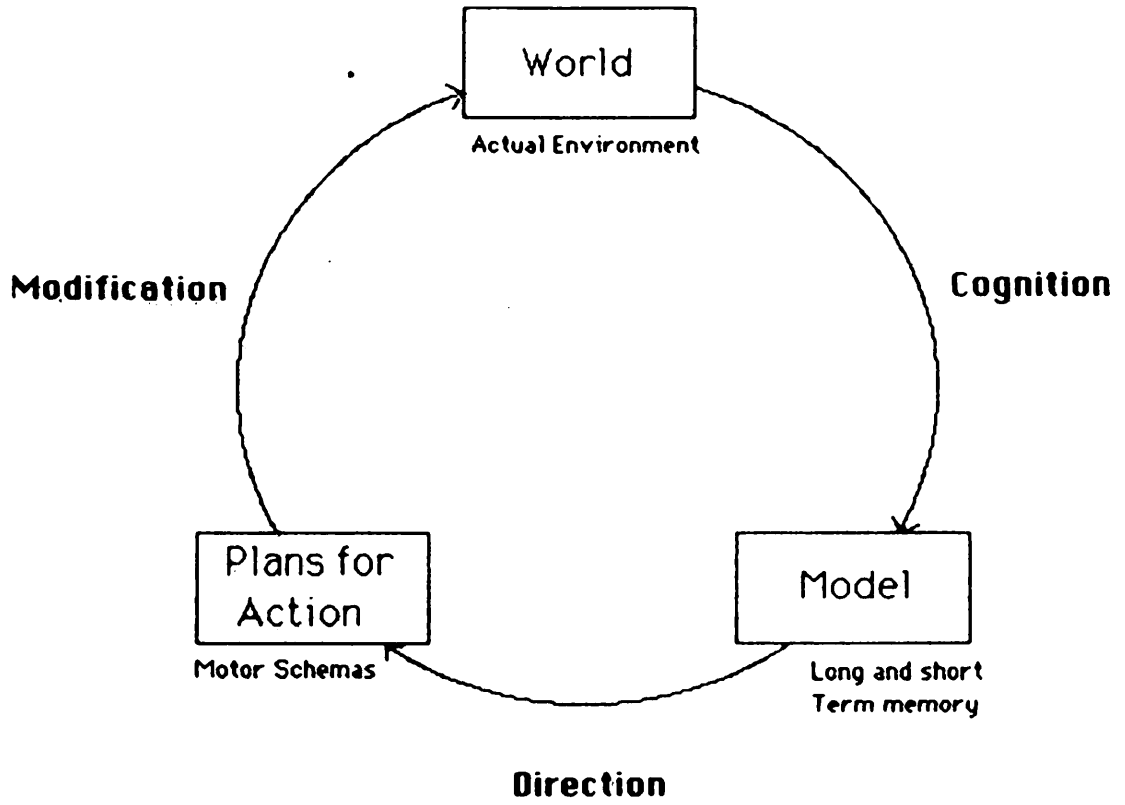 World
Actual Environment
Modification
Cognition
Plans for
Action
Motor Schemas
Model
Long and short
Term memory
Direction